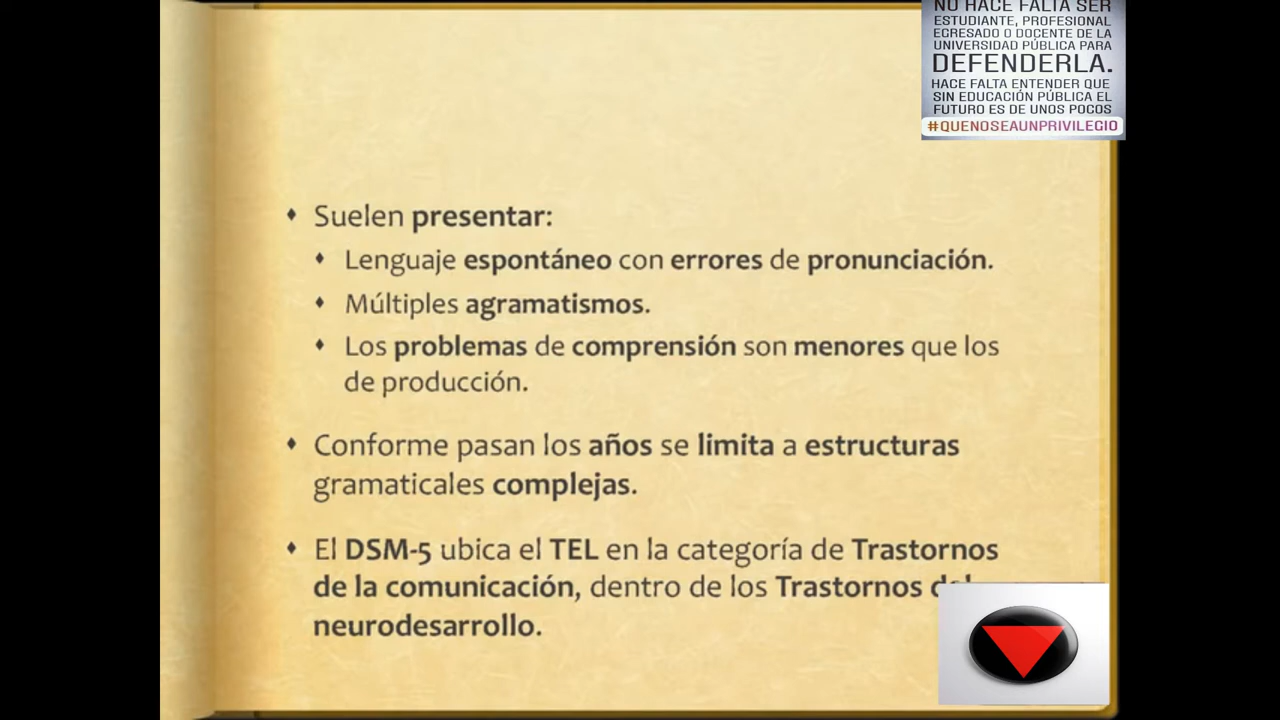 NO HACE FALTA SER
ESTUDIANTE, PROFESIONAL
EGRESADO O DOCENTE DE LA
UNIVERSIDAD PÚBLICA PARA
DEFENDERLA.
HACE FALTA ENTENDER QUE
SIN EDUCACIÓN PÚBLICA EL
FUTURO ES DE UNOS POCOS
#QUENOSEAUNPRIVILEGIO
Suelen presentar:
Lenguaje espontáneo con errores de pronunciación.
Múltiples agramatismos.
Los problemas de comprensión son menores que los
de producción.
Conforme pasan los años se limita a estructuras
gramaticales complejas.
El DSM-5 ubica el TEL en la categoría de Trastornos
de la comunicación, dentro de los Trastornos del
neurodesarrollo.